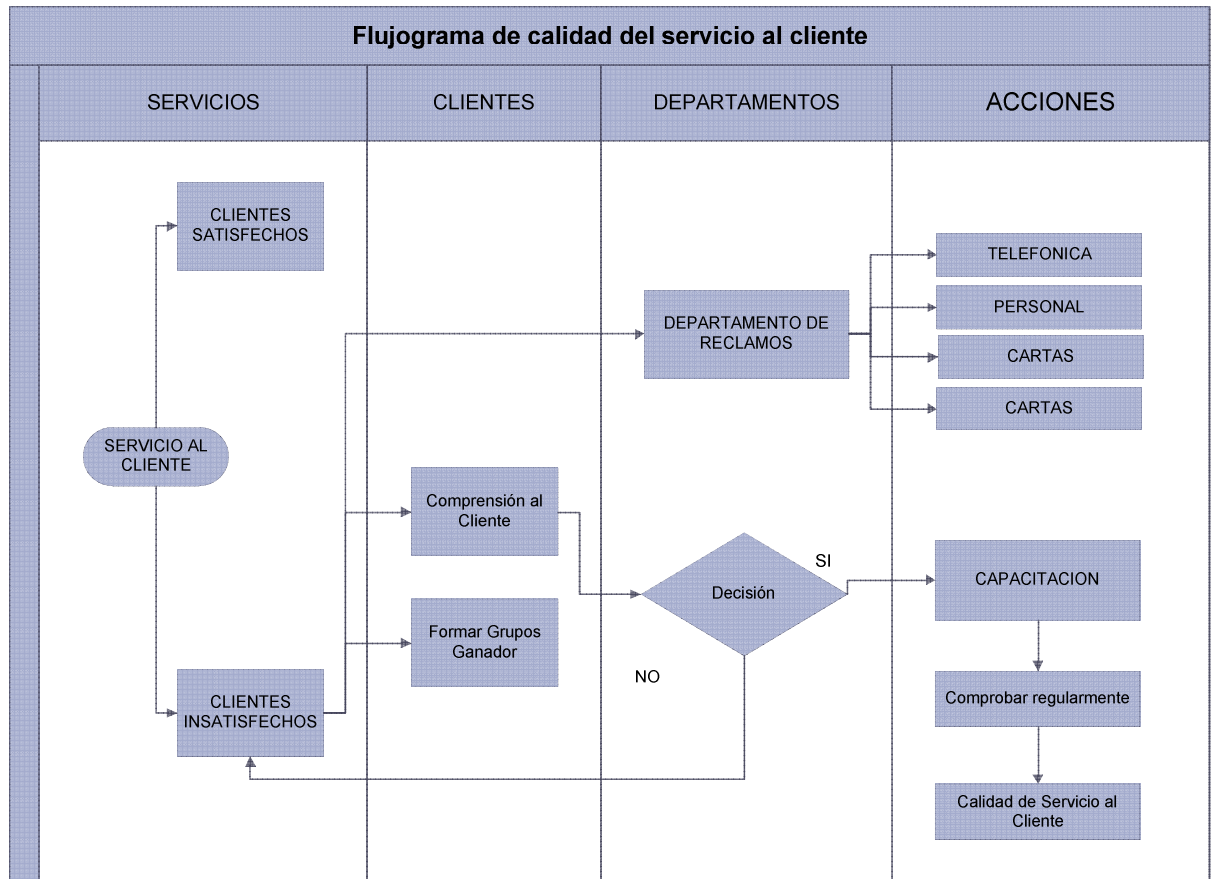 Flujograma de calidad del servicio al cliente
SERVICIOS
CLIENTES
DEPARTAMENTOS
ACCIONES
CLIENTES
SATISFECHOS
TELEFONICA
PERSONAL
DEPARTAMENTO DE
RECLAMOS
CARTAS
CARTAS
SERVICIO AL
CLIENTE
Comprensión al
Cliente
SI
Decisión
CAPACITACION
Formar Grupos
Ganador
NO
CLIENTES
INSATISFECHOS
Comprobar regularmente
Calidad de Servicio al
Cliente